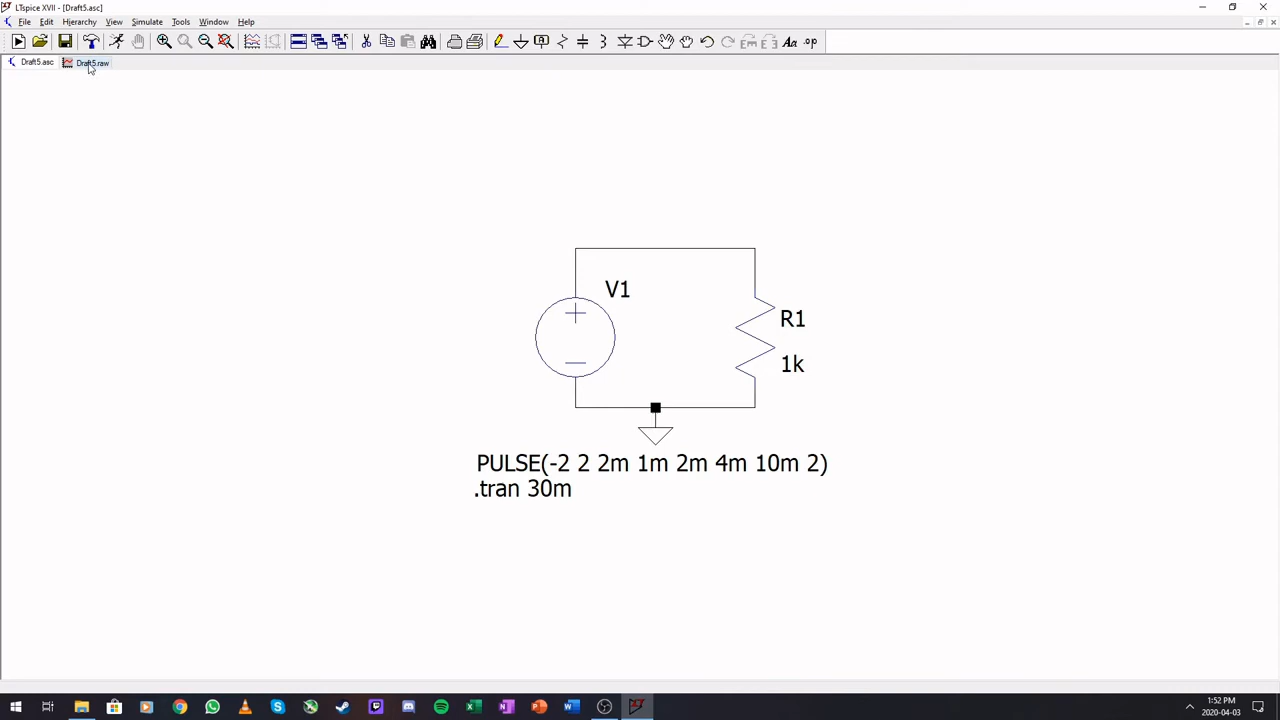 LTspice XVII - [Draft5.asc]
File Edit Hierarchy View Simulate Tools Window Help
Draft5.asc Draft5.raw
V1
R1
1k
PULSE(-2 2 2m 1m 2m 4m 10m 2)
.tran 30m
1:52 PM
2020-04-03